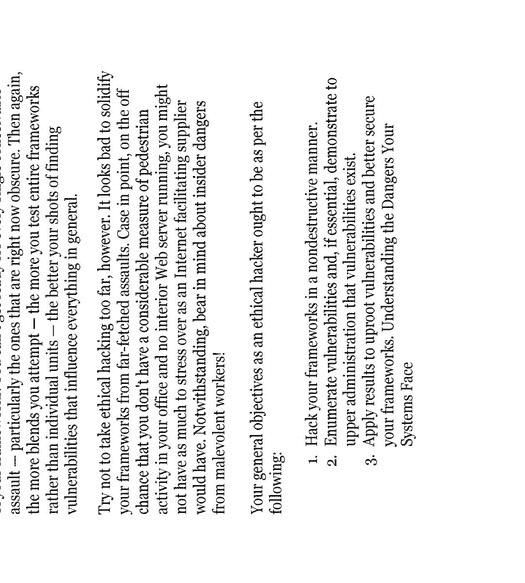 assault – particularly the ones that are right now obscure. Then again,
the more blends you attempt – the more you test entire frameworks
rather than individual units – the better your shots of finding
vulnerabilities that influence everything in general.
Try not to take ethical hacking too far, however. It looks bad to solidify
your frameworks from far-fetched assaults. Case in point, on the off
chance that you don't have a considerable measure of pedestrian
activity in your office and no interior Web server running, you might
not have as much to stress over as an Internet facilitating supplier
would have. Notwithstanding, bear in mind about insider dangers
from malevolent workers!
Your general objectives as an ethical hacker ought to be as per the
following:
1. Hack your frameworks in a nondestructive manner.
2. Enumerate vulnerabilities and, if essential, demonstrate to
upper administration that vulnerabilities exist.
3. Apply results to uproot vulnerabilities and better secure
your frameworks. Understanding the Dangers Your
Systems Face